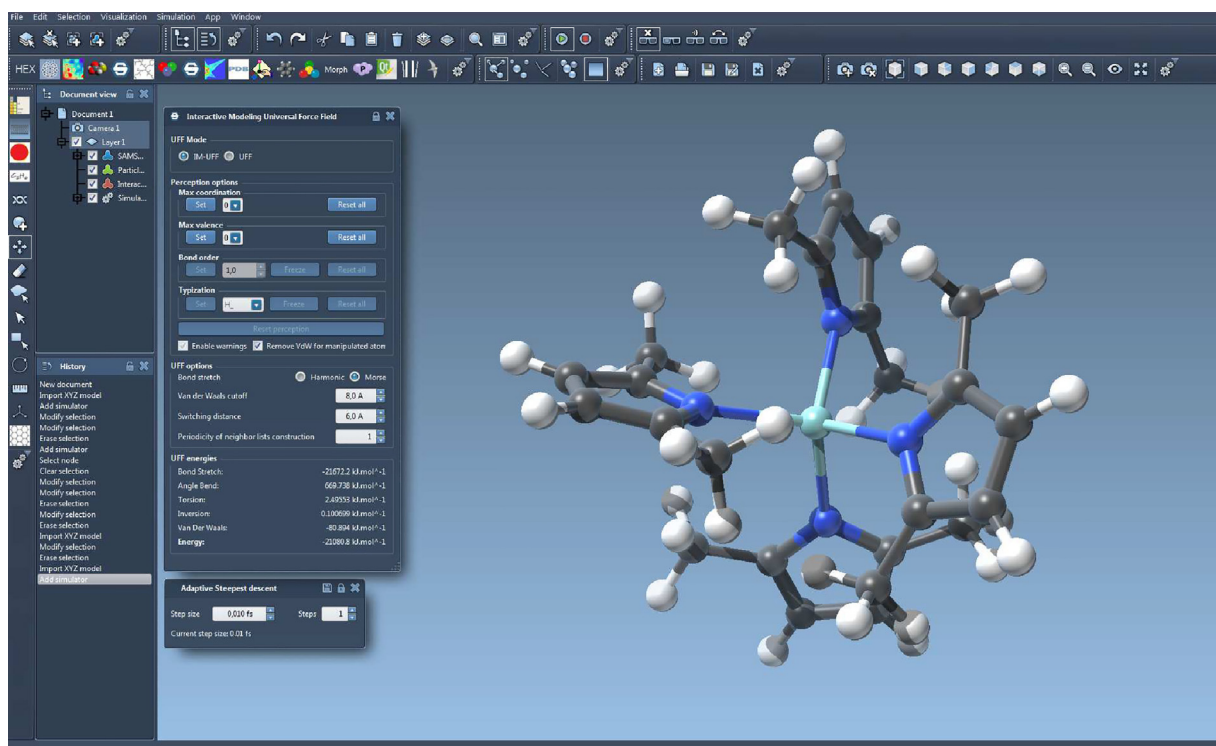 File Edit Selection Visualization Simulation App Window
HEX PDB Morph
Document view
Document 1
Camera 1
Layer 1
SAMS...
Particl...
Interac...
Simula...
History
New document
Import XYZ model
Add simulator
Modify selection
Modify selection
Erase selection
Add simulator
Select node
Clear selection
Modify selection
Modify selection
Erase selection
Modify selection
Erase selection
Import XYZ model
Modify selection
Erase selection
Import XYZ model
Add simulator
Interactive Modeling Universal Force Field
UFF Mode
IM-UFF UFF
Perception options
Max coordination
Set 0 Reset all
Max valence
Set 0 Reset all
Bond order
Set 1,0 Freeze Reset all
Typization
Set H_ Freeze Reset all
Reset perception
Enable warnings Remove VdW for manipulated atom
UFF options
Bond stretch Harmonic Morse
Van der Waals cutoff 8,0 A
Switching distance 6,0 A
Periodicity of neighbor lists construction 1
UFF energies
Bond Stretch: -21672.2 kJ.mol^-1
Angle Bend: 669.738 kJ.mol^-1
Torsion: 2.49553 kJ.mol^-1
Inversion: 0.100699 kJ.mol^-1
Van Der Waals: -80.894 kJ.mol^-1
Energy: -21080.8 kJ.mol^-1
Adaptive Steepest descent
Step size 0,010 fs Steps 1
Current step size: 0.01 fs